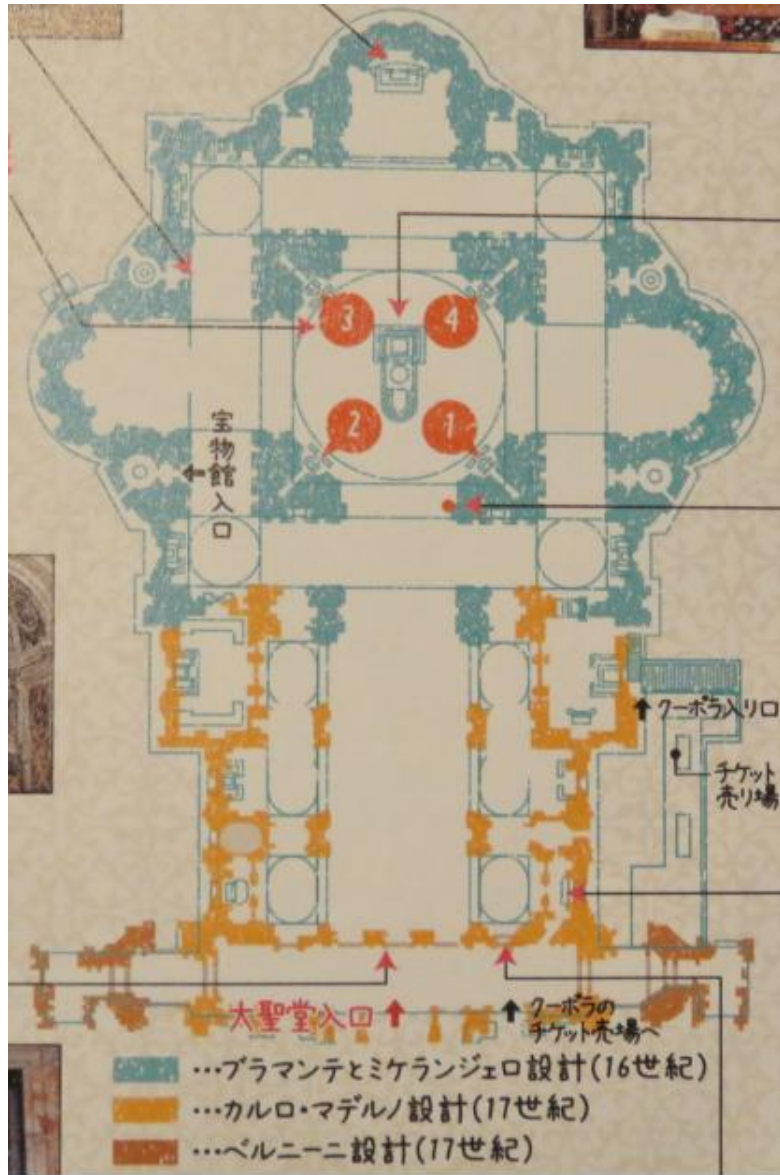 3
4
2
1
宝物館入口
クーポラ入り口
チケット
売り場
大聖堂入口
クーポラの
チケット売場へ
…ブラマンテとミケランジェロ設計(16世紀)
…カルロ・マデルノ設計(17世紀)
…ベルニーニ設計(17世紀)